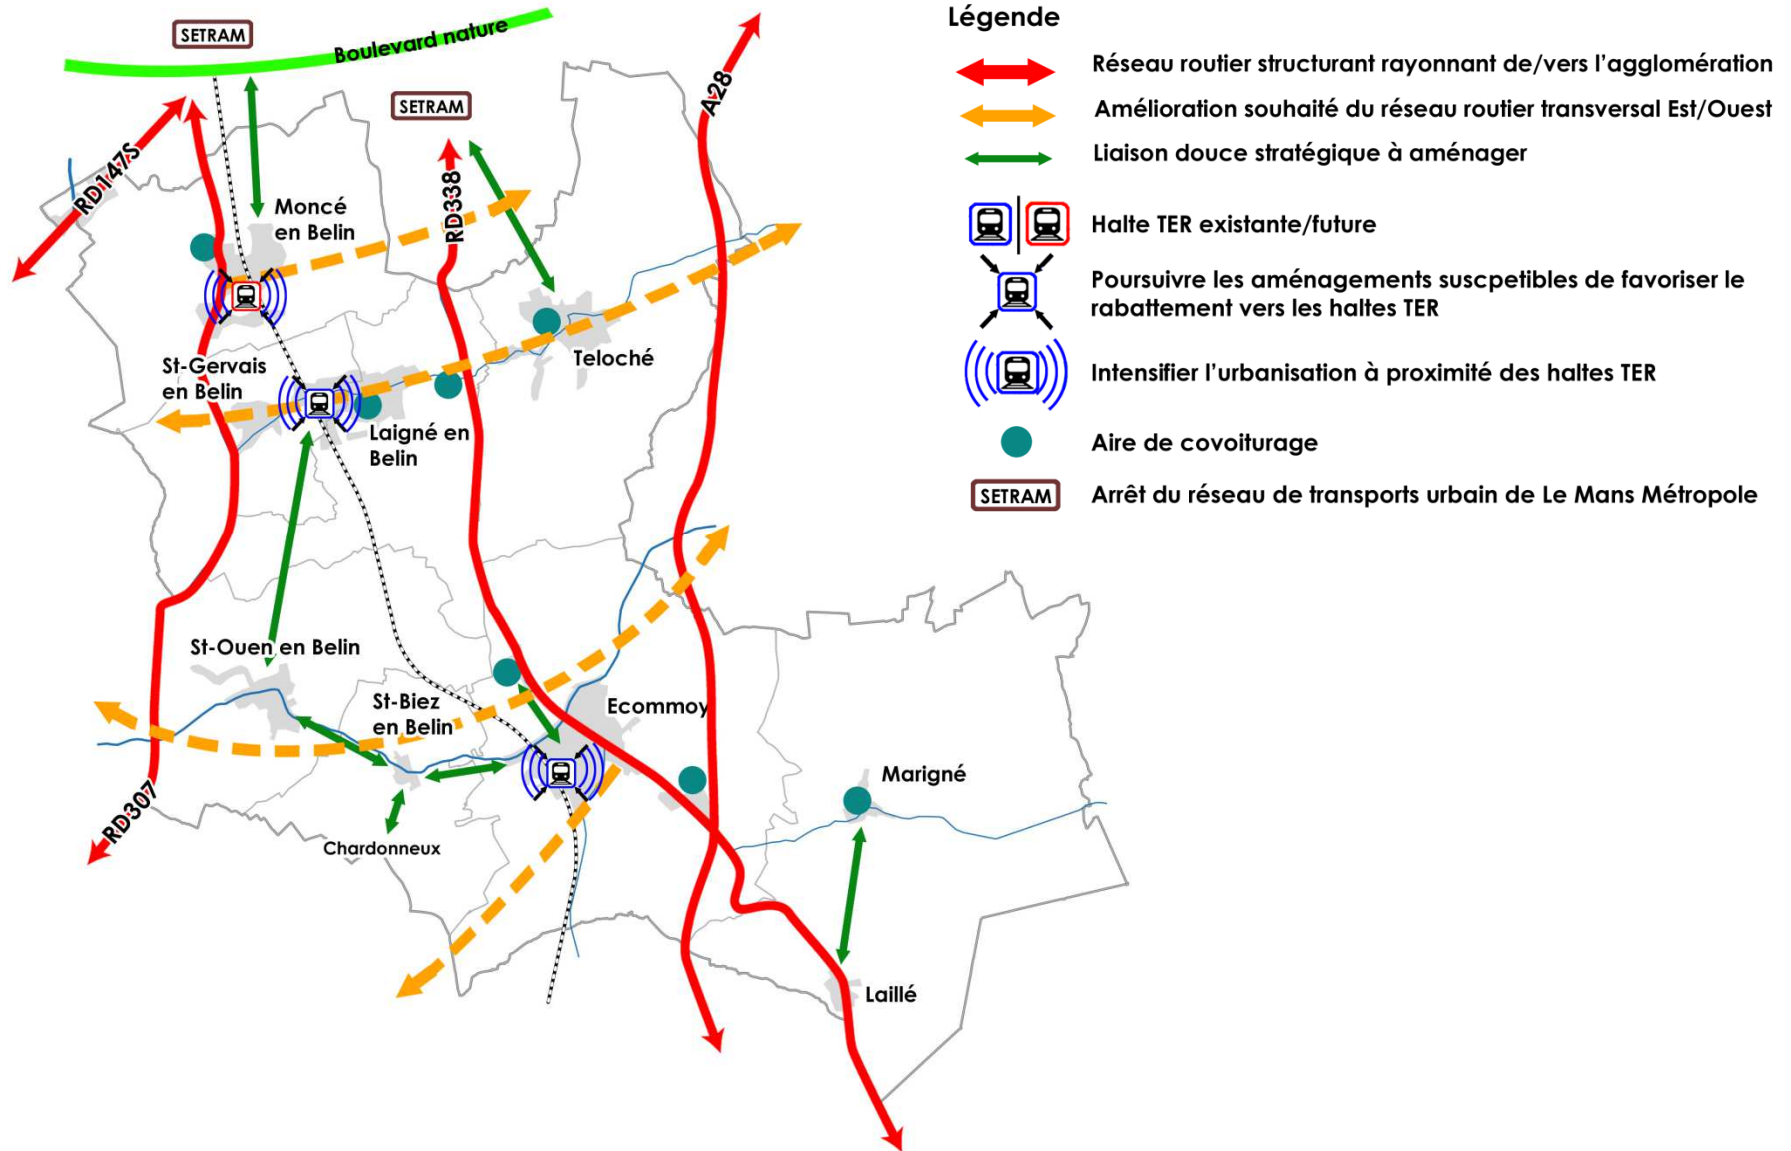 SETRAM
Boulevard nature
SETRAM
A28
RD147S
RD338
Moncé
en Belin
St-Gervais
en Belin
Teloché
Laigné en
Belin
St-Ouen en Belin
St-Biez
en Belin
Ecommoy
Marigné
RD307
Chardonneux
Laillé
Légende
Réseau routier structurant rayonnant de/vers l'agglomération
Amélioration souhaité du réseau routier transversal Est/Ouest
Liaison douce stratégique à aménager
Halte TER existante/future
Poursuivre les aménagements suscpetibles de favoriser le
rabattement vers les haltes TER
Intensifier l'urbanisation à proximité des haltes TER
Aire de covoiturage
SETRAM
Arrêt du réseau de transports urbain de Le Mans Métropole